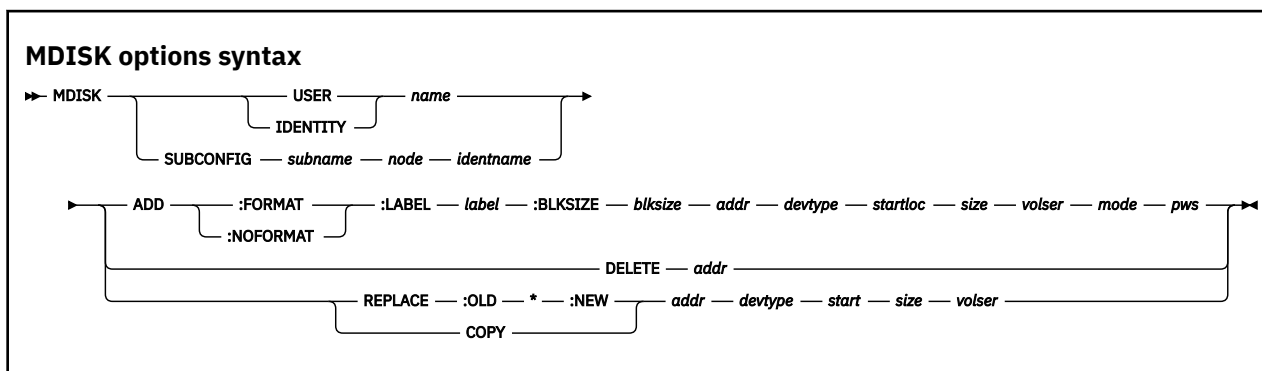 MDISK options syntax
MDISK USER name
IDENTITY
SUBCONFIG subname node identname
ADD :FORMAT :LABEL label :BLKSIZE blksize addr devtype startloc size volser mode pws
:NOFORMAT
DELETE addr
REPLACE :OLD * :NEW addr devtype start size volser
COPY